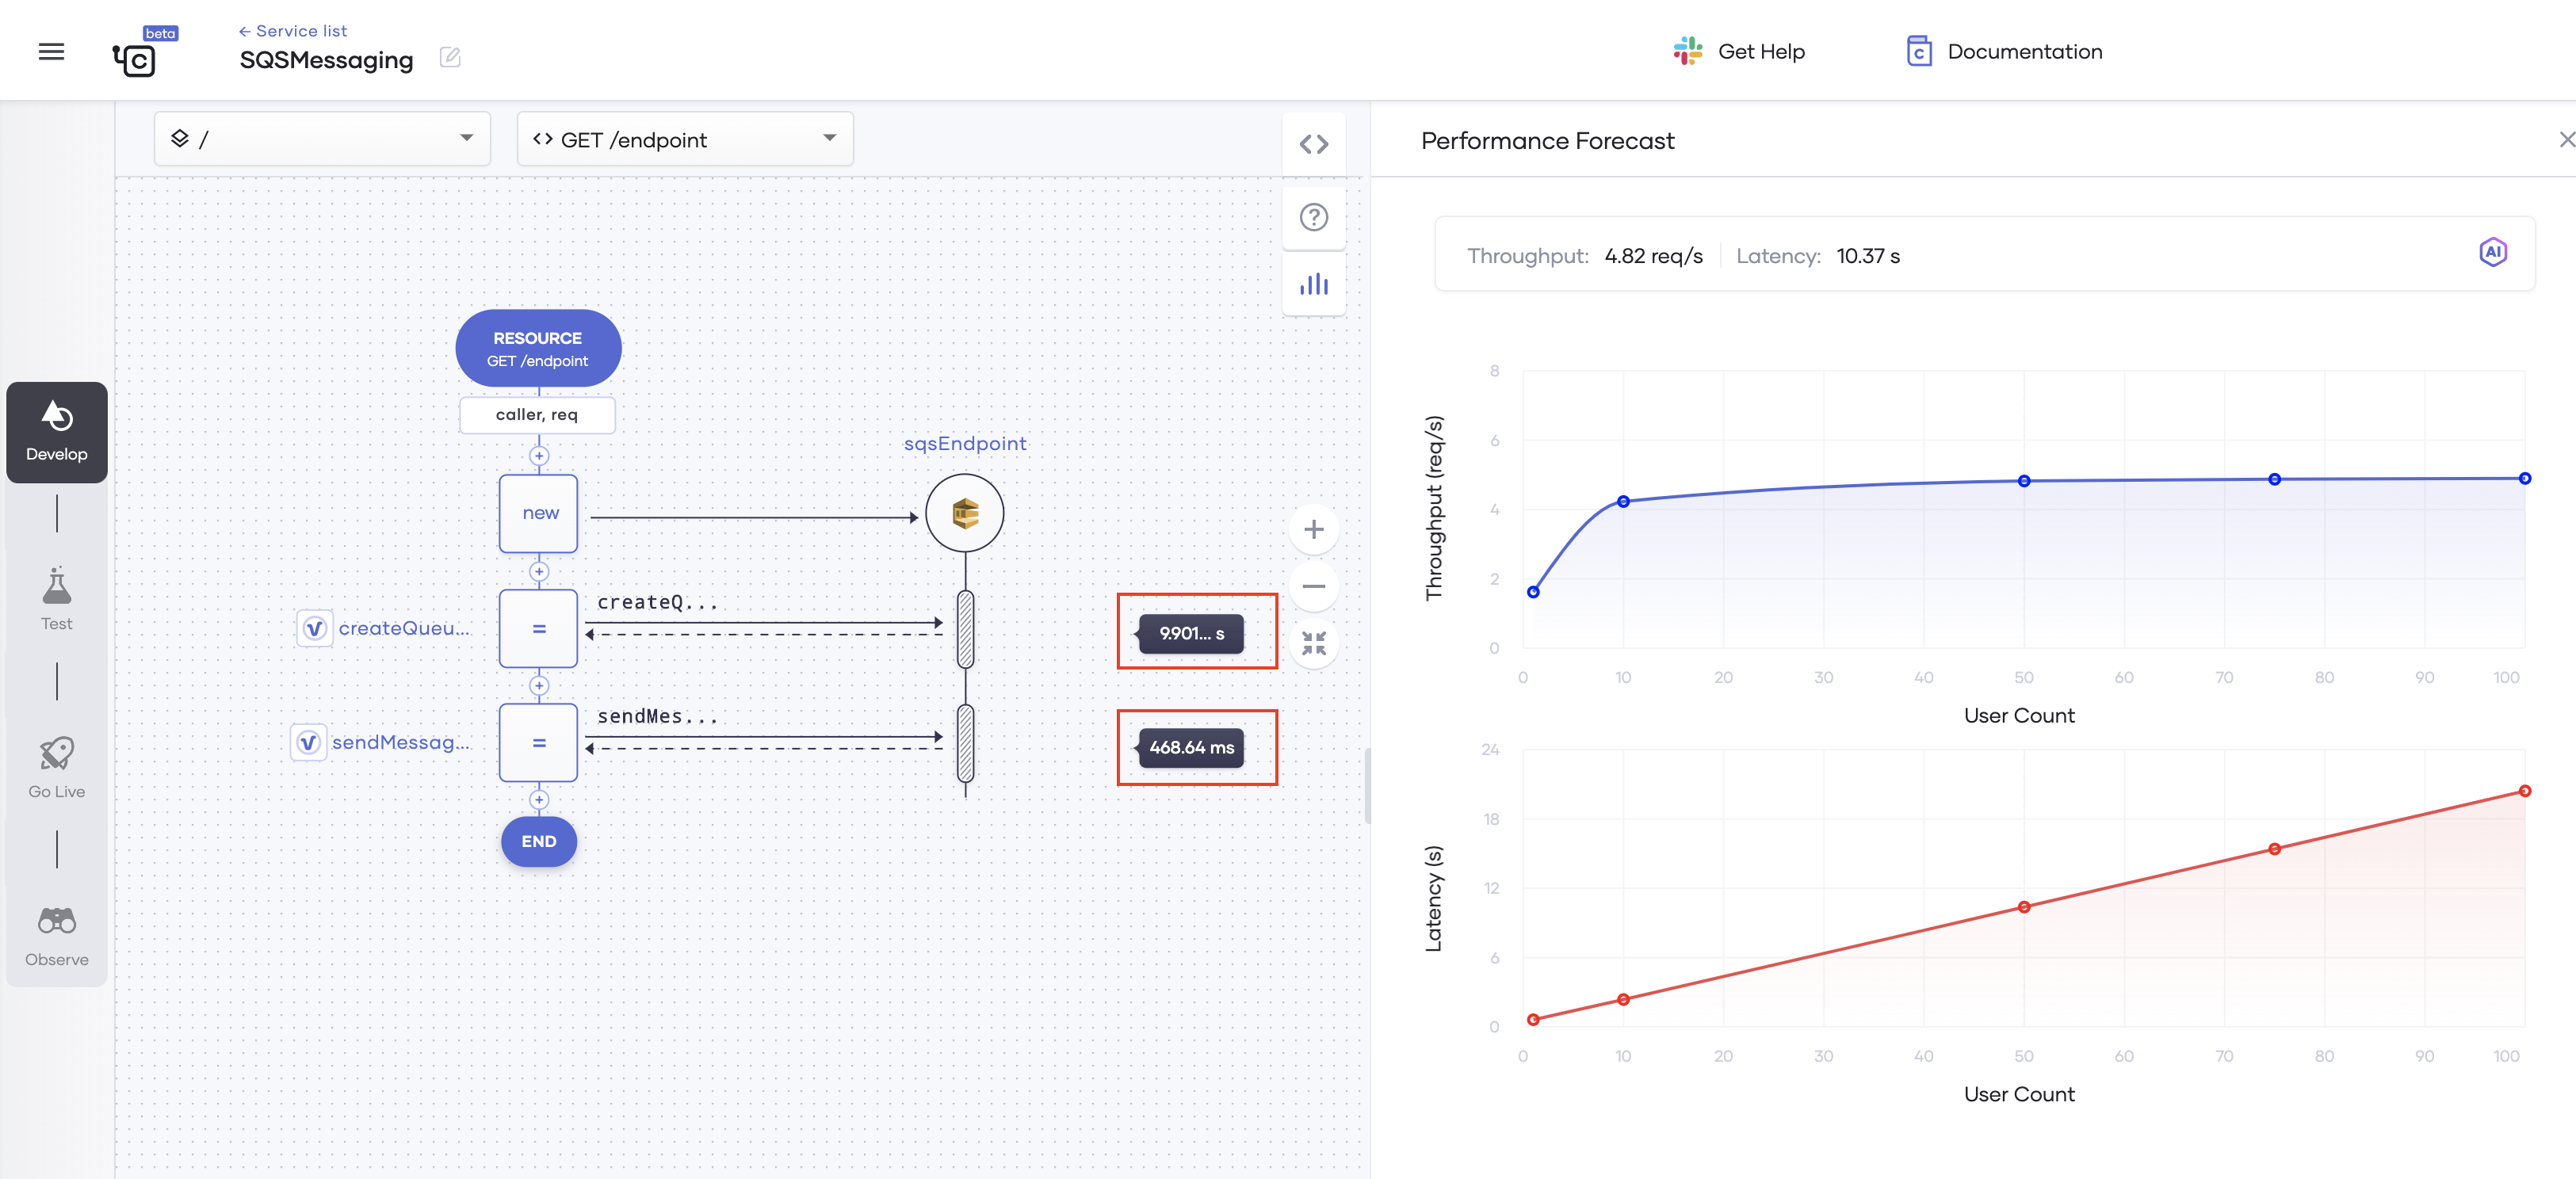 beta
← Service list
SQSMessaging
C
Get Help
C
Documentation
/
<> GET /endpoint
<>
?
Performance Forecast
Throughput: 4.82 req/s
Latency: 10.37 s
AI
Develop
Test
Go Live
Observe
RESOURCE
GET /endpoint
caller, req
+
sqsEndpoint
new
+
createQ...
createQueu...
=
9.901... s
+
sendMes...
sendMessag...
=
468.64 ms
+
END
+
−
Throughput (req/s)
8
6
4
2
0
0 10 20 30 40 50 60 70 80 90 100
User Count
Latency (s)
24
18
12
6
0
0 10 20 30 40 50 60 70 80 90 100
User Count